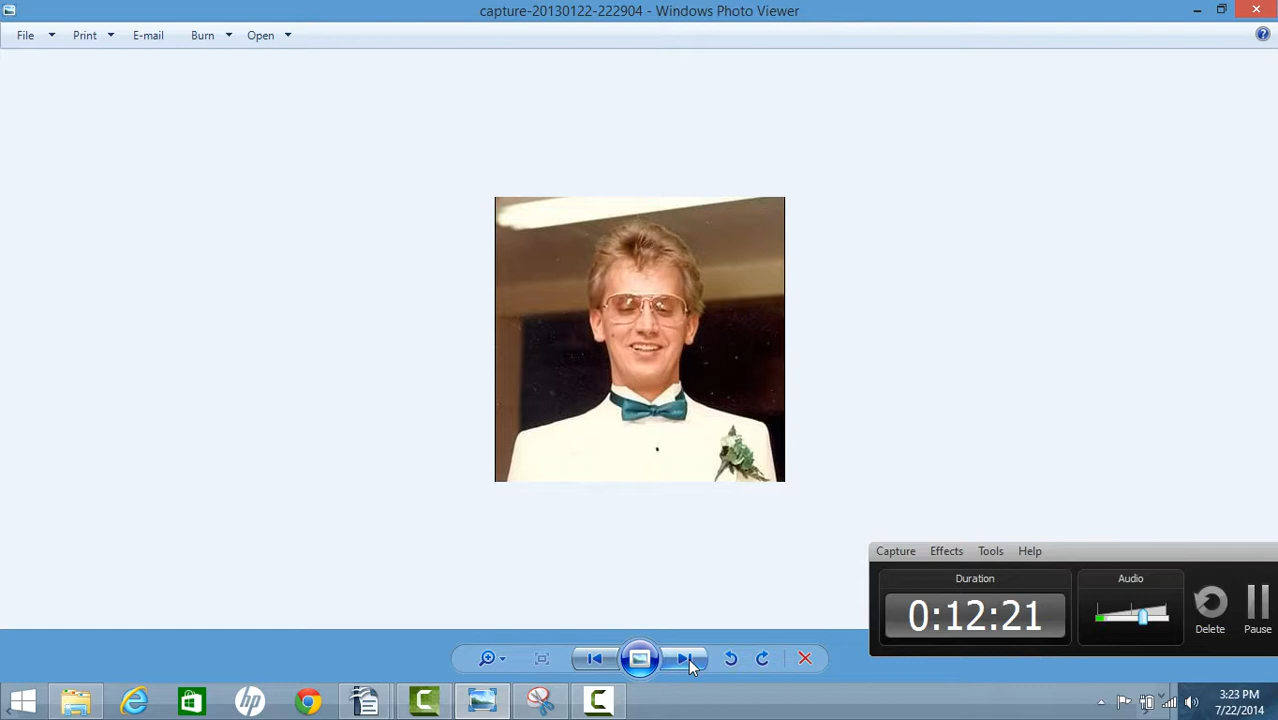 capture-20130122-222904 - Windows Photo Viewer
File Print E-mail Burn Open
Capture Effects Tools Help
Duration Audio
0:12:21
Delete Pause
hp
3:23 PM
7/22/2014